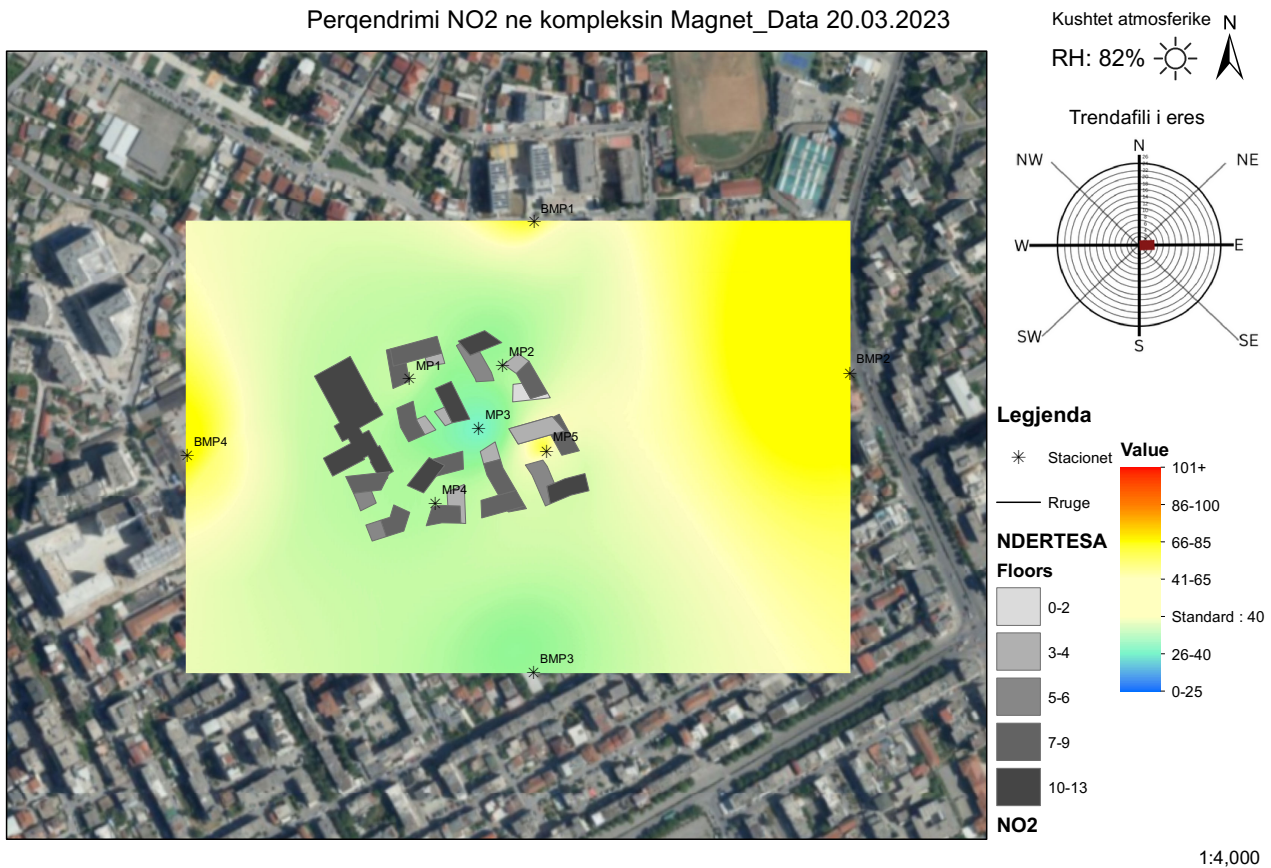 Perqendrimi NO2 ne kompleksin Magnet_Data 20.03.2023
Kushtet atmosferike
N
RH: 82%
Trendafili i eres
N
NW
NE
W
E
SW
SE
S
BMP1
BMP2
MP2
MP1
MP3
BMP4
MP5
MP4
BMP3
Legjenda
Stacionet
Rruge
NDERTESA
Floors
0-2
3-4
5-6
7-9
10-13
NO2
Value
101+
86-100
66-85
41-65
Standard : 40
26-40
0-25
1:4,000